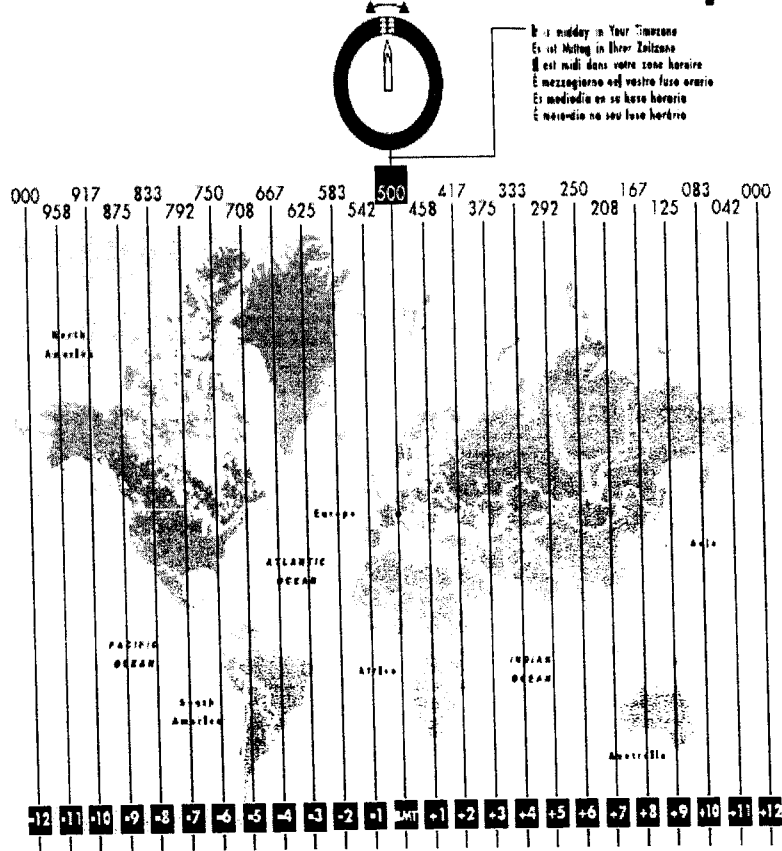 It is midday in Your Timezone
Es ist Mittag in Ihrer Zeitzone
Il est midi dans votre zone horaire
È mezzogiorno nel vostro fuso orario
Es mediodia en su huso horario
É meio-dia no seu fuso horário
000 917 833 750 667 583 500 417 333 250 167 083 000
958 875 792 708 625 542 458 375 292 208 125 042
North
America
Europe
Asia
ATLANTIC
OCEAN
PACIFIC
OCEAN
Africa
INDIAN
OCEAN
South
America
Australia
-12 -11 -10 -9 -8 -7 -6 -5 -4 -3 -2 -1 GMT +1 +2 +3 +4 +5 +6 +7 +8 +9 +10 -11 +12